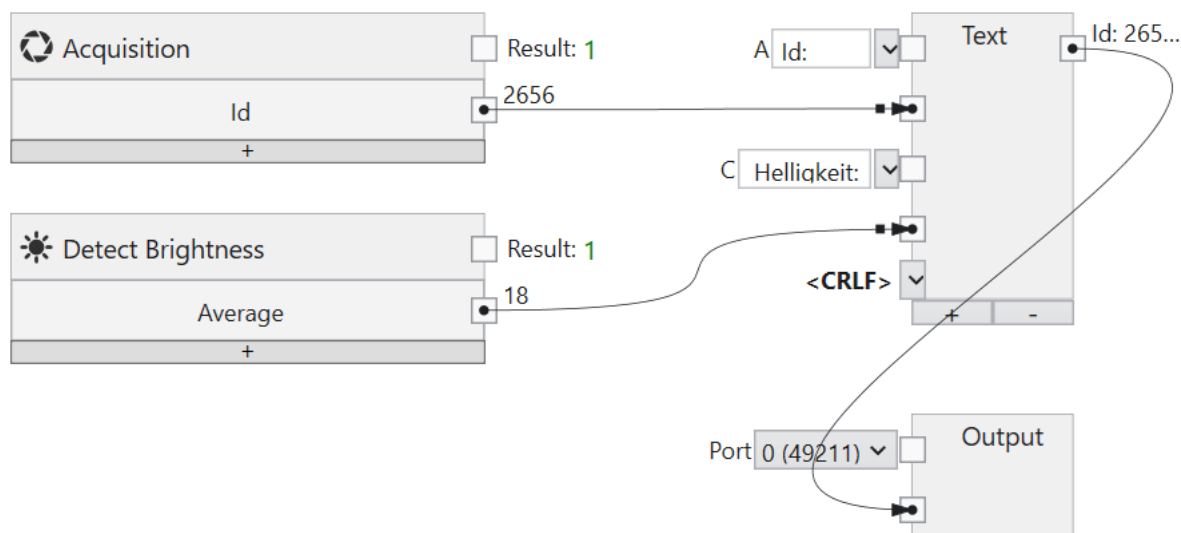 Acquisition
Result: 1
Id
2656
+
Detect Brightness
Result: 1
Average
18
+
A
Id:
C
Helligkeit:
<CRLF>
Text
Id: 265...
+ -
Port
0 (49211)
Output